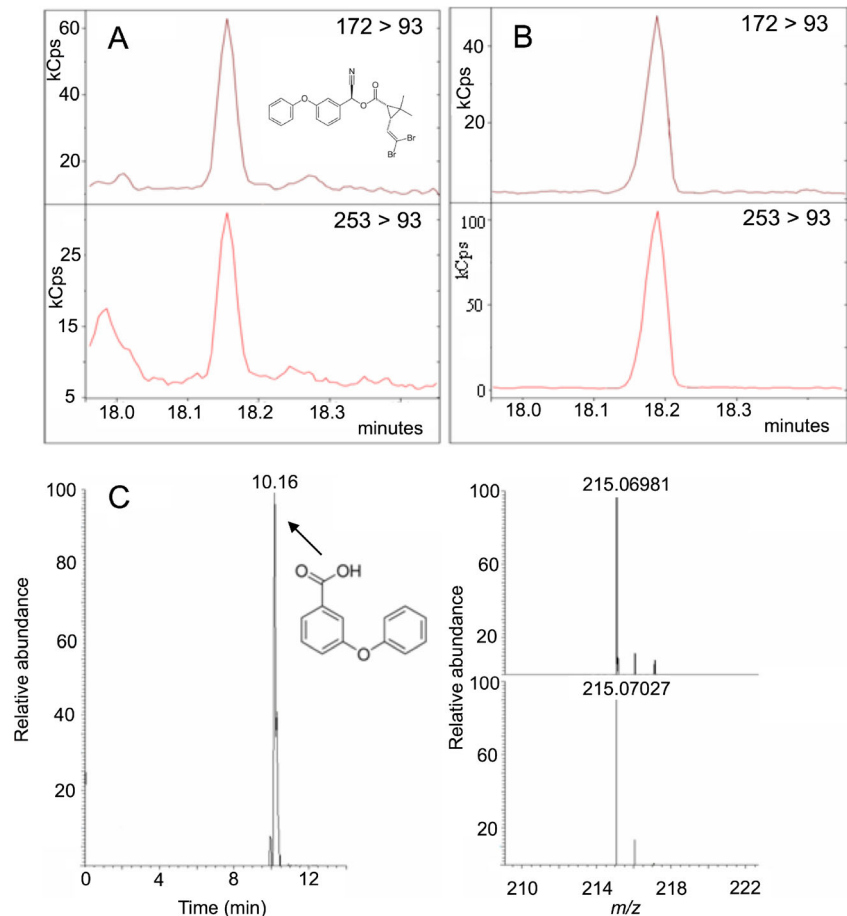 A
172 > 93
kCps
60
40
20
N
O
O
O
Br
Br
253 > 93
kCps
25
15
5
18.0 18.1 18.2 18.3
minutes
B
172 > 93
kCps
40
20
253 > 93
kCps
100
50
0
18.0 18.1 18.2 18.3
minutes
C
10.16
Relative abundance
100
80
60
40
20
O OH
O
0 4 8 12
Time (min)
215.06981
Relative abundance
100
60
20
215.07027
100
60
20
210 214 218 222
m/z